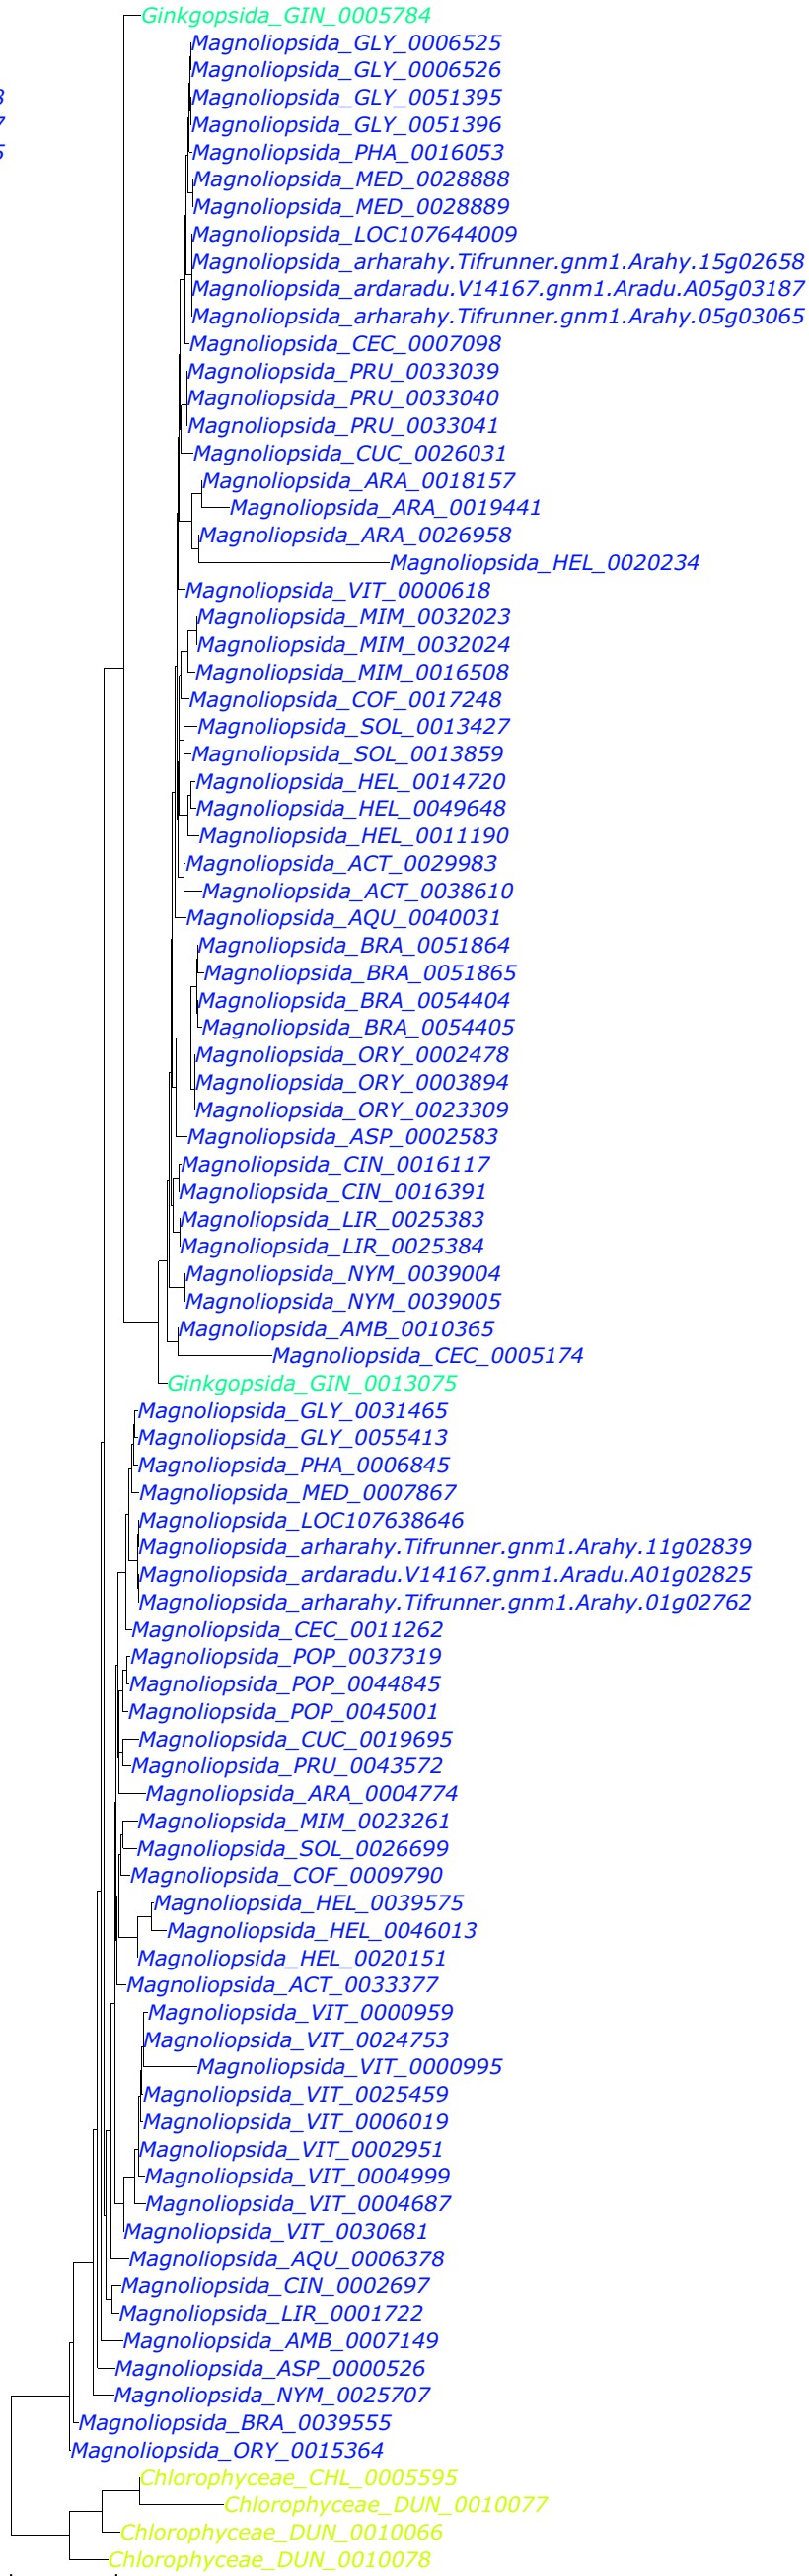 Ginkgopsida_GIN_0005784
Magnoliopsida_GLY_0006525
Magnoliopsida_GLY_0006526
Magnoliopsida_GLY_0051395
Magnoliopsida_GLY_0051396
Magnoliopsida_PHA_0016053
Magnoliopsida_MED_0028888
Magnoliopsida_MED_0028889
Magnoliopsida_LOC107644009
Magnoliopsida_arharahy.Tifrunner.gnm1.Arahy.15g02658
Magnoliopsida_ardaradu.V14167.gnm1.Aradu.A05g03187
Magnoliopsida_arharahy.Tifrunner.gnm1.Arahy.05g03065
Magnoliopsida_CEC_0007098
Magnoliopsida_PRU_0033039
Magnoliopsida_PRU_0033040
Magnoliopsida_PRU_0033041
Magnoliopsida_CUC_0026031
Magnoliopsida_ARA_0018157
Magnoliopsida_ARA_0019441
Magnoliopsida_ARA_0026958
Magnoliopsida_HEL_0020234
Magnoliopsida_VIT_0000618
Magnoliopsida_MIM_0032023
Magnoliopsida_MIM_0032024
Magnoliopsida_MIM_0016508
Magnoliopsida_COF_0017248
Magnoliopsida_SOL_0013427
Magnoliopsida_SOL_0013859
Magnoliopsida_HEL_0014720
Magnoliopsida_HEL_0049648
Magnoliopsida_HEL_0011190
Magnoliopsida_ACT_0029983
Magnoliopsida_ACT_0038610
Magnoliopsida_AQU_0040031
Magnoliopsida_BRA_0051864
Magnoliopsida_BRA_0051865
Magnoliopsida_BRA_0054404
Magnoliopsida_BRA_0054405
Magnoliopsida_ORY_0002478
Magnoliopsida_ORY_0003894
Magnoliopsida_ORY_0023309
Magnoliopsida_ASP_0002583
Magnoliopsida_CIN_0016117
Magnoliopsida_CIN_0016391
Magnoliopsida_LIR_0025383
Magnoliopsida_LIR_0025384
Magnoliopsida_NYM_0039004
Magnoliopsida_NYM_0039005
Magnoliopsida_AMB_0010365
Magnoliopsida_CEC_0005174
Ginkgopsida_GIN_0013075
Magnoliopsida_GLY_0031465
Magnoliopsida_GLY_0055413
Magnoliopsida_PHA_0006845
Magnoliopsida_MED_0007867
Magnoliopsida_LOC107638646
Magnoliopsida_arharahy.Tifrunner.gnm1.Arahy.11g02839
Magnoliopsida_ardaradu.V14167.gnm1.Aradu.A01g02825
Magnoliopsida_arharahy.Tifrunner.gnm1.Arahy.01g02762
Magnoliopsida_CEC_0011262
Magnoliopsida_POP_0037319
Magnoliopsida_POP_0044845
Magnoliopsida_POP_0045001
Magnoliopsida_CUC_0019695
Magnoliopsida_PRU_0043572
Magnoliopsida_ARA_0004774
Magnoliopsida_MIM_0023261
Magnoliopsida_SOL_0026699
Magnoliopsida_COF_0009790
Magnoliopsida_HEL_0039575
Magnoliopsida_HEL_0046013
Magnoliopsida_HEL_0020151
Magnoliopsida_ACT_0033377
Magnoliopsida_VIT_0000959
Magnoliopsida_VIT_0024753
Magnoliopsida_VIT_0000995
Magnoliopsida_VIT_0025459
Magnoliopsida_VIT_0006019
Magnoliopsida_VIT_0002951
Magnoliopsida_VIT_0004999
Magnoliopsida_VIT_0004687
Magnoliopsida_VIT_0030681
Magnoliopsida_AQU_0006378
Magnoliopsida_CIN_0002697
Magnoliopsida_LIR_0001722
Magnoliopsida_AMB_0007149
Magnoliopsida_ASP_0000526
Magnoliopsida_NYM_0025707
Magnoliopsida_BRA_0039555
Magnoliopsida_ORY_0015364
Chlorophyceae_CHL_0005595
Chlorophyceae_DUN_0010077
Chlorophyceae_DUN_0010066
Chlorophyceae_DUN_0010078